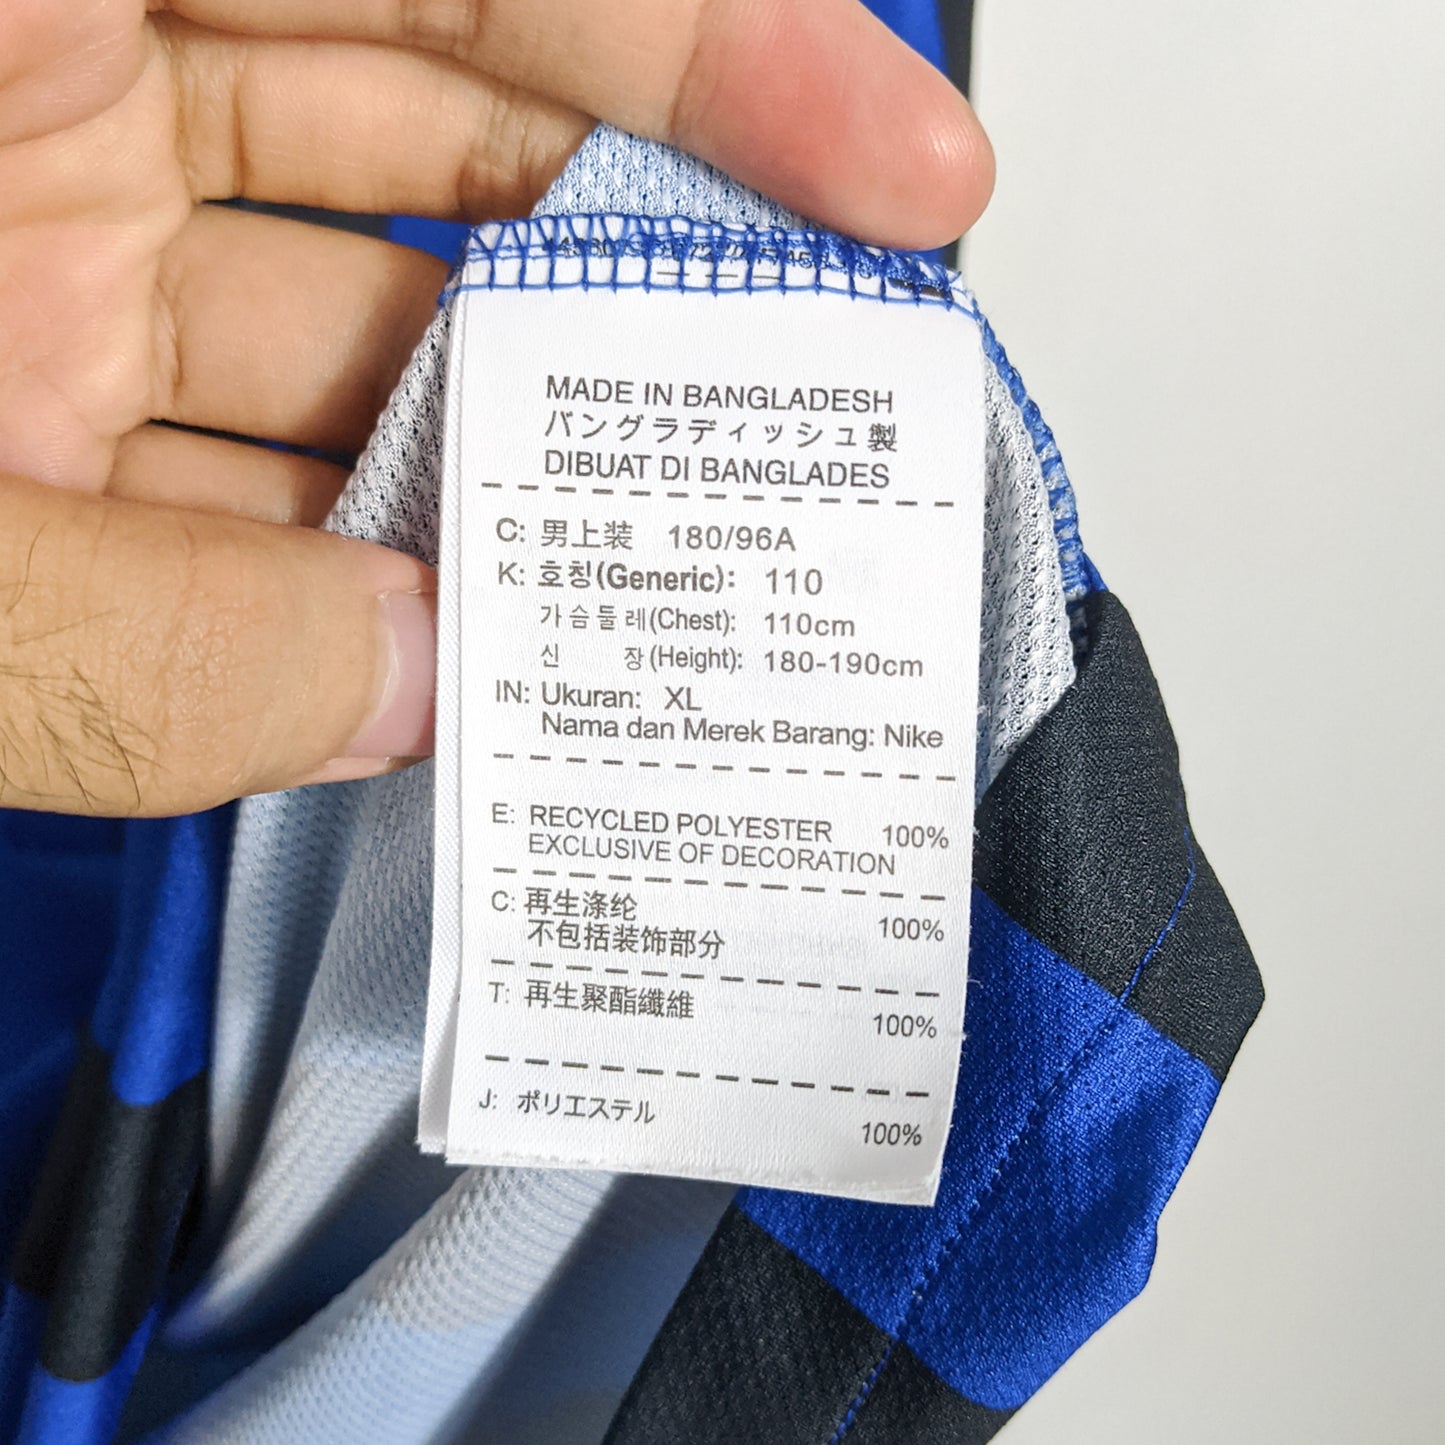 MADE IN BANGLADESH
バングラディッシュ製
DIBUAT DI BANGLADES
C: 男上装 180/96A
K: 호칭(Generic): 110
가슴둘레(Chest): 110cm
신 장(Height): 180-190cm
IN: Ukuran: XL
Nama dan Merek Barang: Nike
E: RECYCLED POLYESTER 100%
EXCLUSIVE OF DECORATION
C: 再生涤纶 100%
不包括装饰部分
T: 再生聚酯纖維 100%
J: ポリエステル 100%